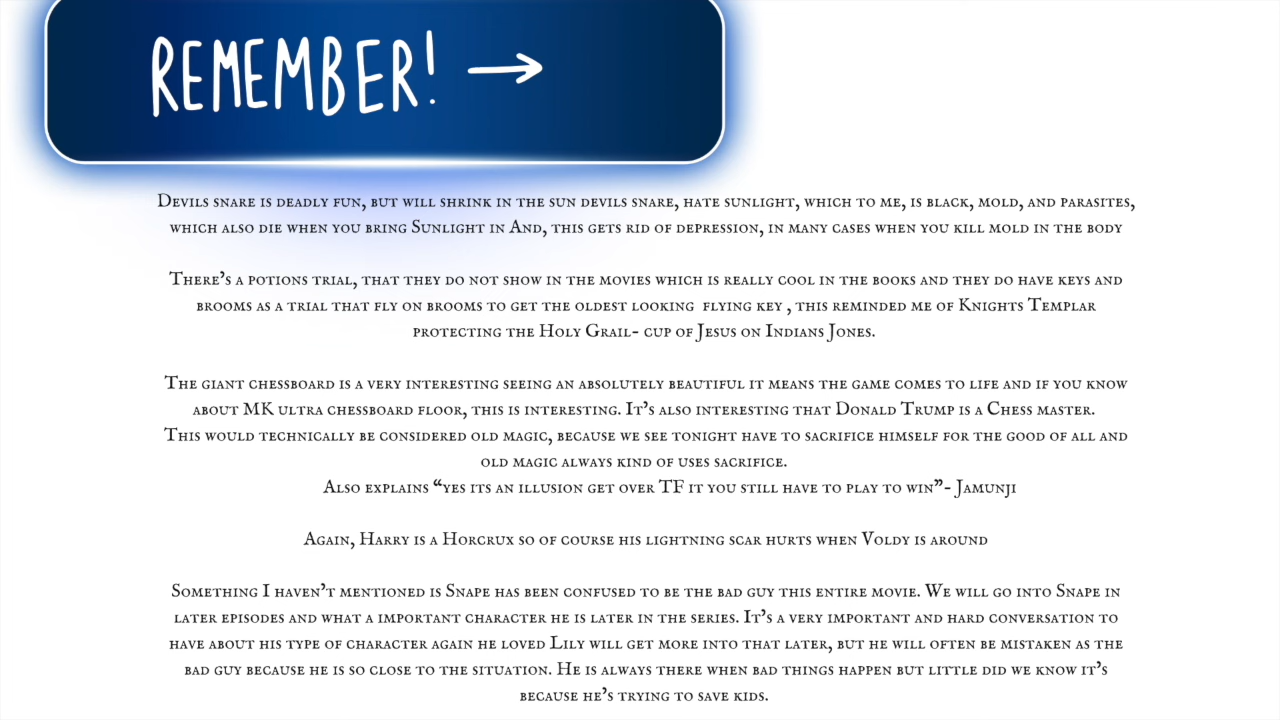 REMEMBER! →
Devils snare is deadly fun, but will shrink in the sun devils snare, hate sunlight, which to me, is black, mold, and parasites,
which also die when you bring Sunlight in And, this gets rid of depression, in many cases when you kill mold in the body
There's a potions trial, that they do not show in the movies which is really cool in the books and they do have keys and
brooms as a trial that fly on brooms to get the oldest looking flying key , this reminded me of Knights Templar
protecting the Holy Grail- cup of Jesus on Indians Jones.
The giant chessboard is a very interesting seeing an absolutely beautiful it means the game comes to life and if you know
about MK ultra chessboard floor, this is interesting. It's also interesting that Donald Trump is a Chess master.
This would technically be considered old magic, because we see tonight have to sacrifice himself for the good of all and
old magic always kind of uses sacrifice.
Also explains “yes its an illusion get over TF it you still have to play to win”- Jamunji
Again, Harry is a Horcrux so of course his lightning scar hurts when Voldy is around
Something I haven't mentioned is Snape has been confused to be the bad guy this entire movie. We will go into Snape in
later episodes and what a important character he is later in the series. It's a very important and hard conversation to
have about his type of character again he loved Lily will get more into that later, but he will often be mistaken as the
bad guy because he is so close to the situation. He is always there when bad things happen but little did we know it's
because he's trying to save kids.